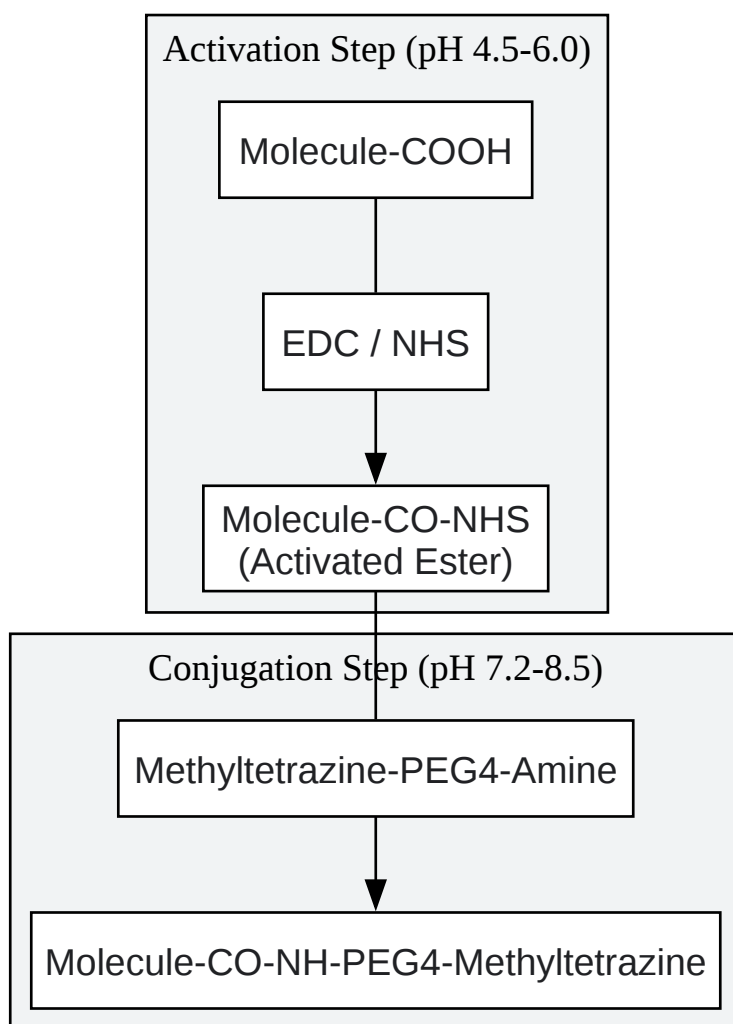 Activation Step (pH 4.5-6.0)
Molecule-COOH
EDC / NHS
Molecule-CO-NHS
(Activated Ester)
Conjugation Step (pH 7.2-8.5)
Methyltetrazine-PEG4-Amine
Molecule-CO-NH-PEG4-Methyltetrazine